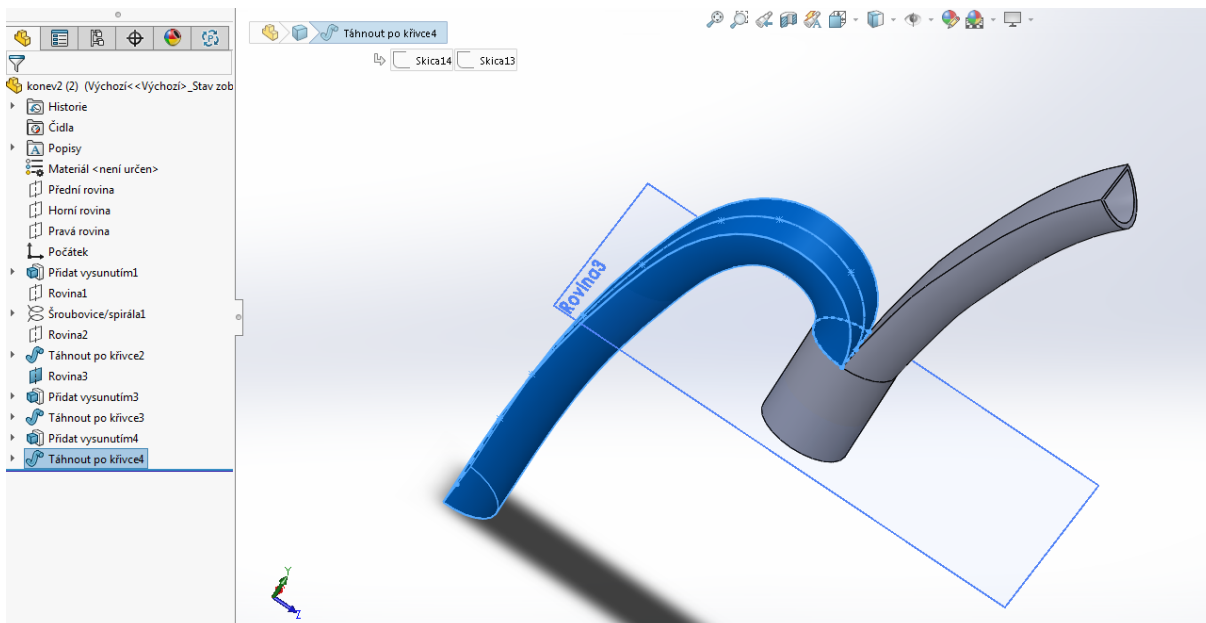 Táhnout po křivce4
Skica14 Skica13
konev2 (2) (Výchozí<<Výchozí>_Stav zob
Historie
Čidla
Popisy
Materiál <není určen>
Přední rovina
Horní rovina
Pravá rovina
Počátek
Přidat vysunutím1
Rovina1
Šroubovice/spirála1
Rovina2
Táhnout po křivce2
Rovina3
Přidat vysunutím3
Táhnout po křivce3
Přidat vysunutím4
Táhnout po křivce4
Rovina3
Y
Z